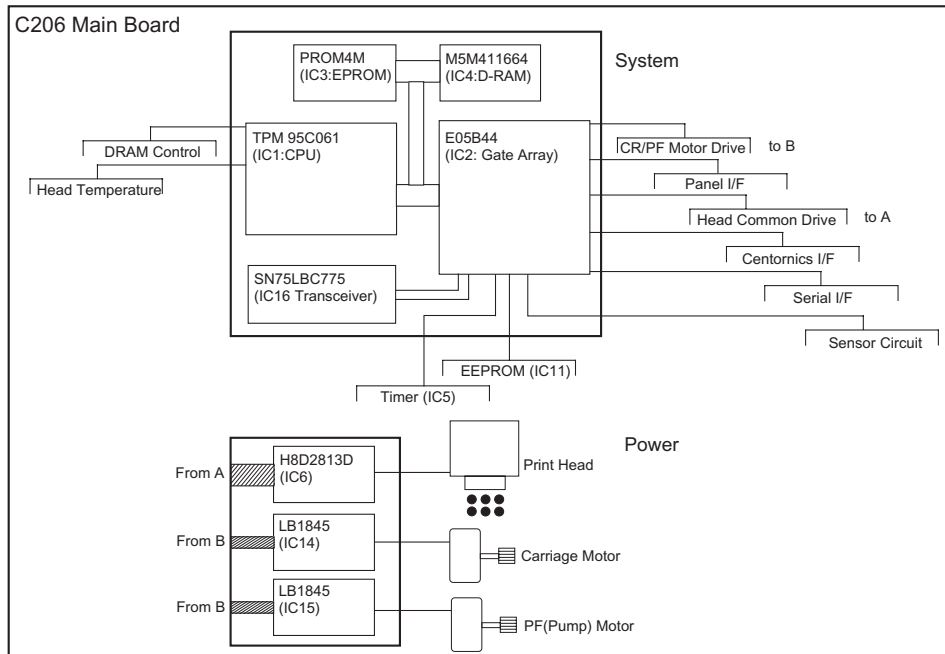 C206 Main Board
System
PROM4M
(IC3:EPROM)
M5M411664
(IC4:D-RAM)
TPM 95C061
(IC1:CPU)
E05B44
(IC2: Gate Array)
DRAM Control
Head Temperature
CR/PF Motor Drive
to B
Panel I/F
Head Common Drive
to A
Centornics I/F
Serial I/F
Sensor Circuit
SN75LBC775
(IC16 Transceiver)
EEPROM (IC11)
Timer (IC5)
Power
From A
H8D2813D
(IC6)
Print Head
From B
LB1845
(IC14)
Carriage Motor
From B
LB1845
(IC15)
PF(Pump) Motor